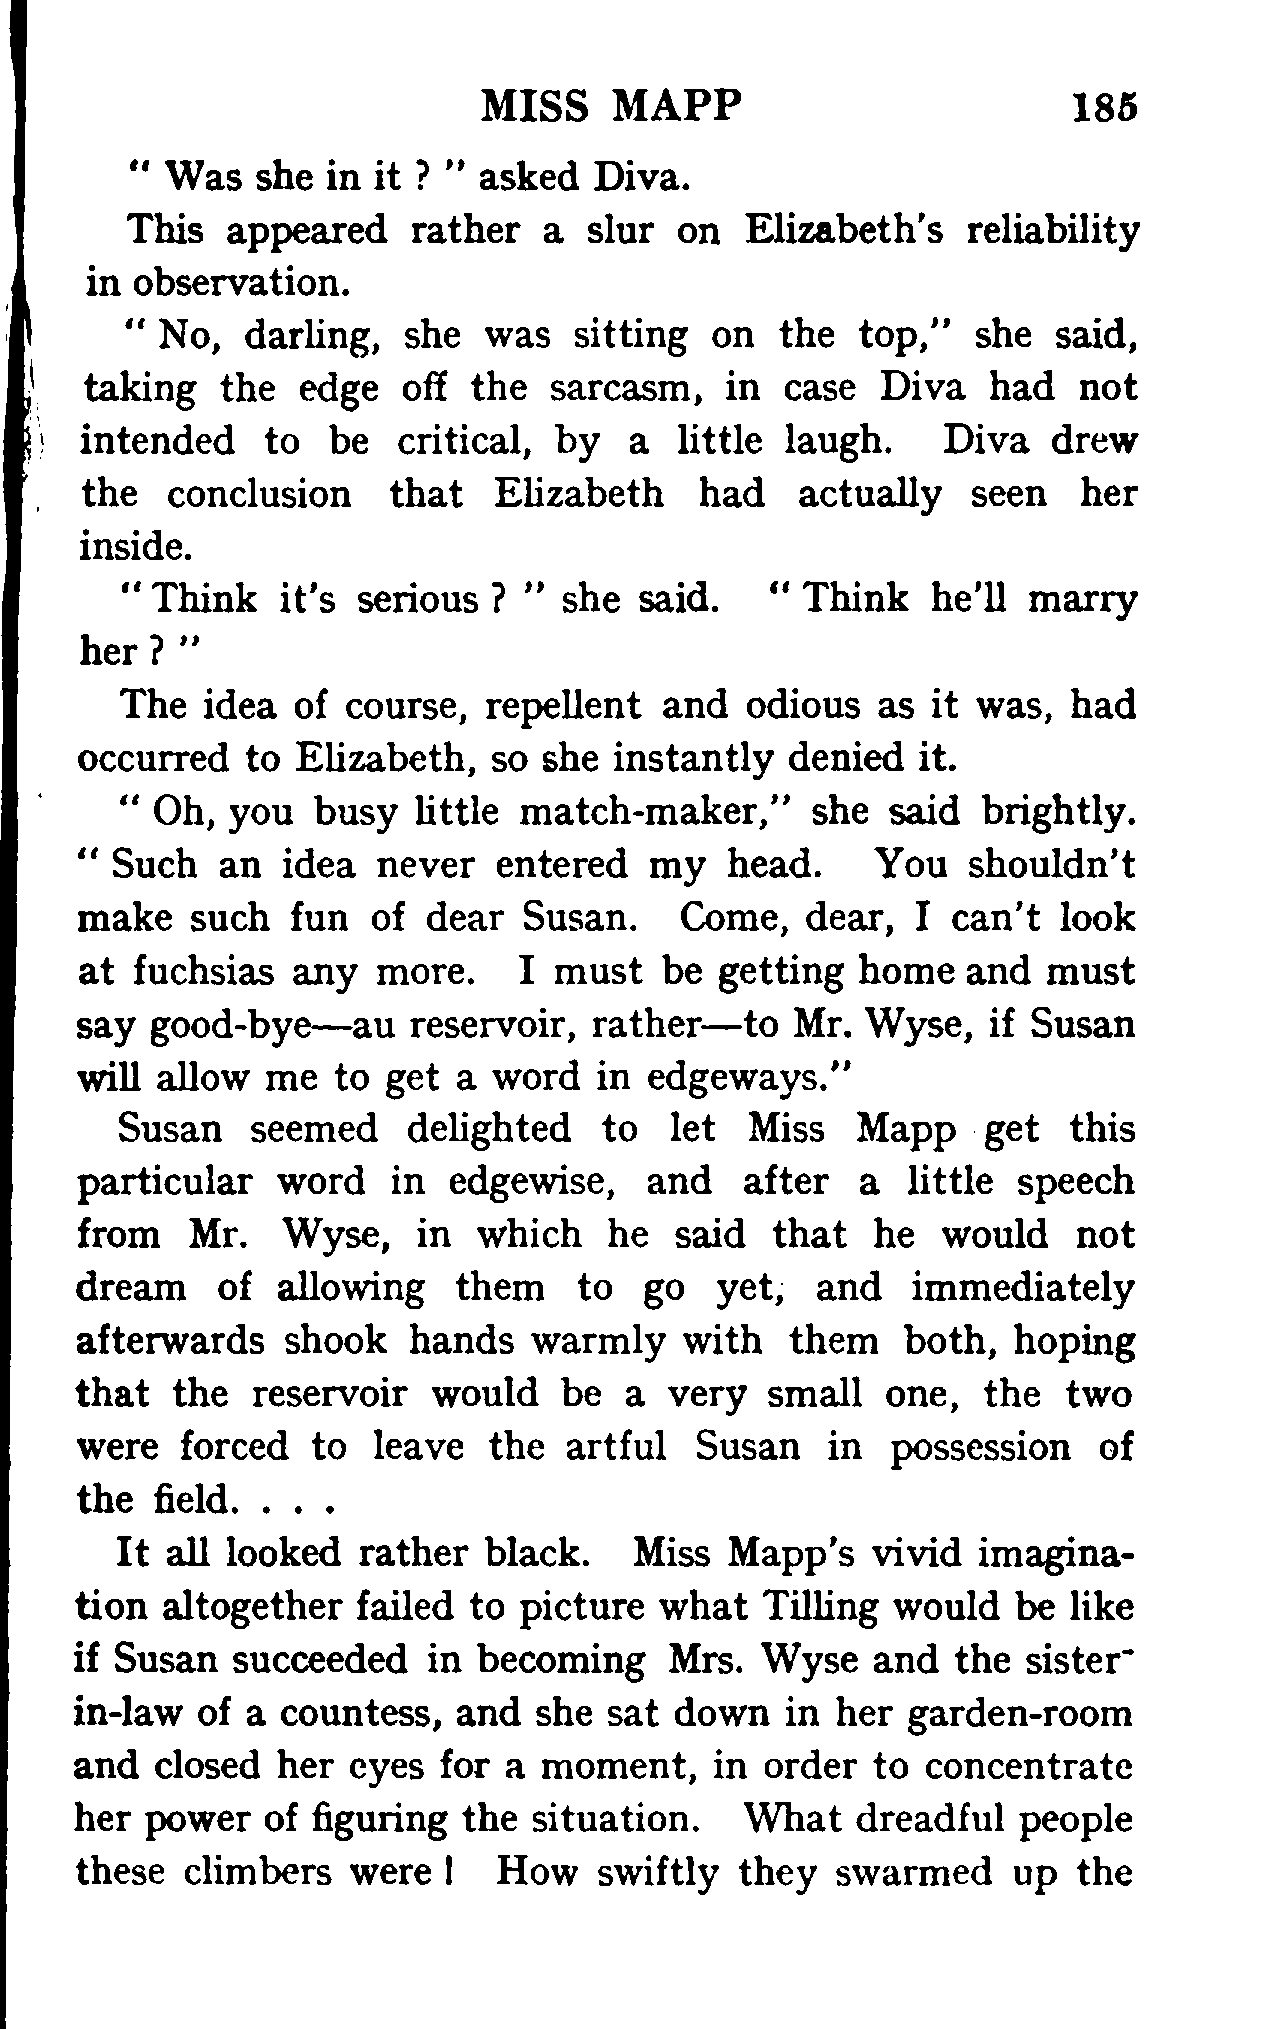 MISS MAPP 185
" Was she in it ? " asked Diva.
This appeared rather a slur on Elizabeth's reliability
in observation.
" No, darling, she was sitting on the top," she said,
taking the edge off the sarcasm, in case Diva had not
intended to be critical, by a little laugh. Diva drew
the conclusion that Elizabeth had actually seen her
inside.
" Think it's serious ? " she said. " Think he'll marry
her ? "
The idea of course, repellent and odious as it was, had
occurred to Elizabeth, so she instantly denied it.
" Oh, you busy little match-maker," she said brightly.
" Such an idea never entered my head. You shouldn't
make such fun of dear Susan. Come, dear, I can't look
at fuchsias any more. I must be getting home and must
say good-bye—au reservoir, rather—to Mr. Wyse, if Susan
will allow me to get a word in edgeways."
Susan seemed delighted to let Miss Mapp get this
particular word in edgewise, and after a little speech
from Mr. Wyse, in which he said that he would not
dream of allowing them to go yet, and immediately
afterwards shook hands warmly with them both, hoping
that the reservoir would be a very small one, the two
were forced to leave the artful Susan in possession of
the field. . . .
It all looked rather black. Miss Mapp's vivid imagina-
tion altogether failed to picture what Tilling would be like
if Susan succeeded in becoming Mrs. Wyse and the sister-
in-law of a countess, and she sat down in her garden-room
and closed her eyes for a moment, in order to concentrate
her power of figuring the situation. What dreadful people
these climbers were ! How swiftly they swarmed up the